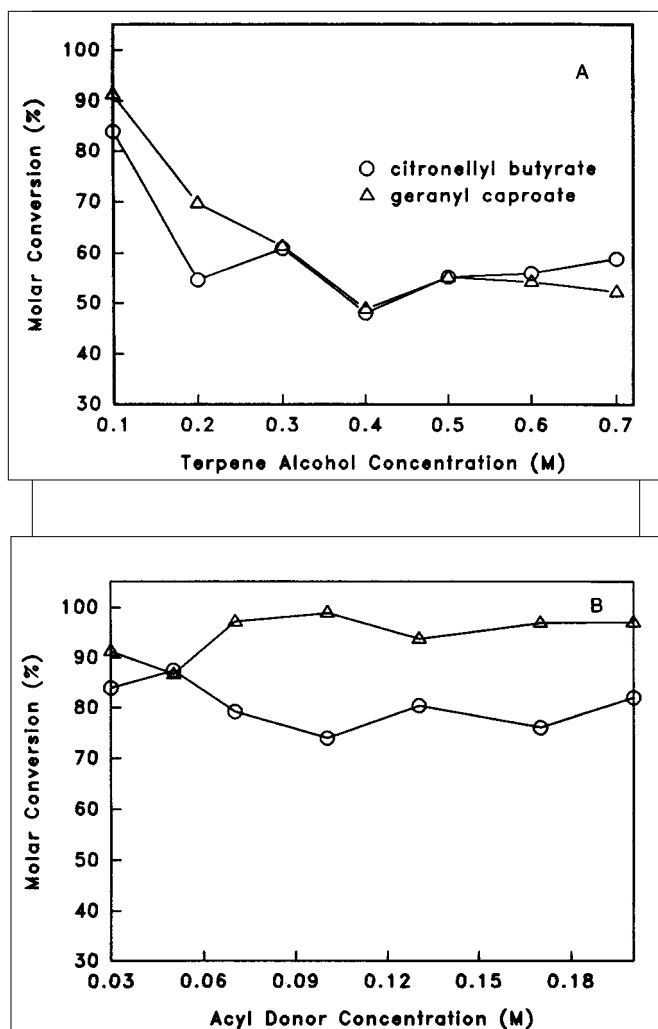 100
90
80
70
60
50
40
30
Molar Conversion (%)
A
citronellyl butyrate
geranyl caproate
0.1 0.2 0.3 0.4 0.5 0.6 0.7
Terpene Alcohol Concentration (M)
100
90
80
70
60
50
40
30
Molar Conversion (%)
B
0.03 0.06 0.09 0.12 0.15 0.18
Acyl Donor Concentration (M)